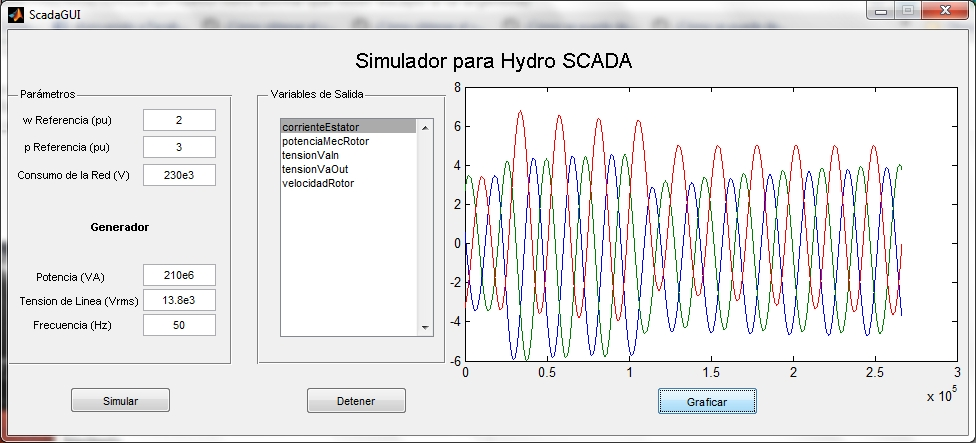 ScadaGUI
Simulador para Hydro SCADA
Parámetros
w Referencia (pu) 2
p Referencia (pu) 3
Consumo de la Red (V) 230e3
Generador
Potencia (VA) 210e6
Tension de Linea (Vrms) 13.8e3
Frecuencia (Hz) 50
Simular
Variables de Salida
corrienteEstator
potenciaMecRotor
tensionVaIn
tensionVaOut
velocidadRotor
Detener
8
6
4
2
0
-2
-4
-6
0 0.5 1 1.5 2 2.5 3
x 10^5
Graficar